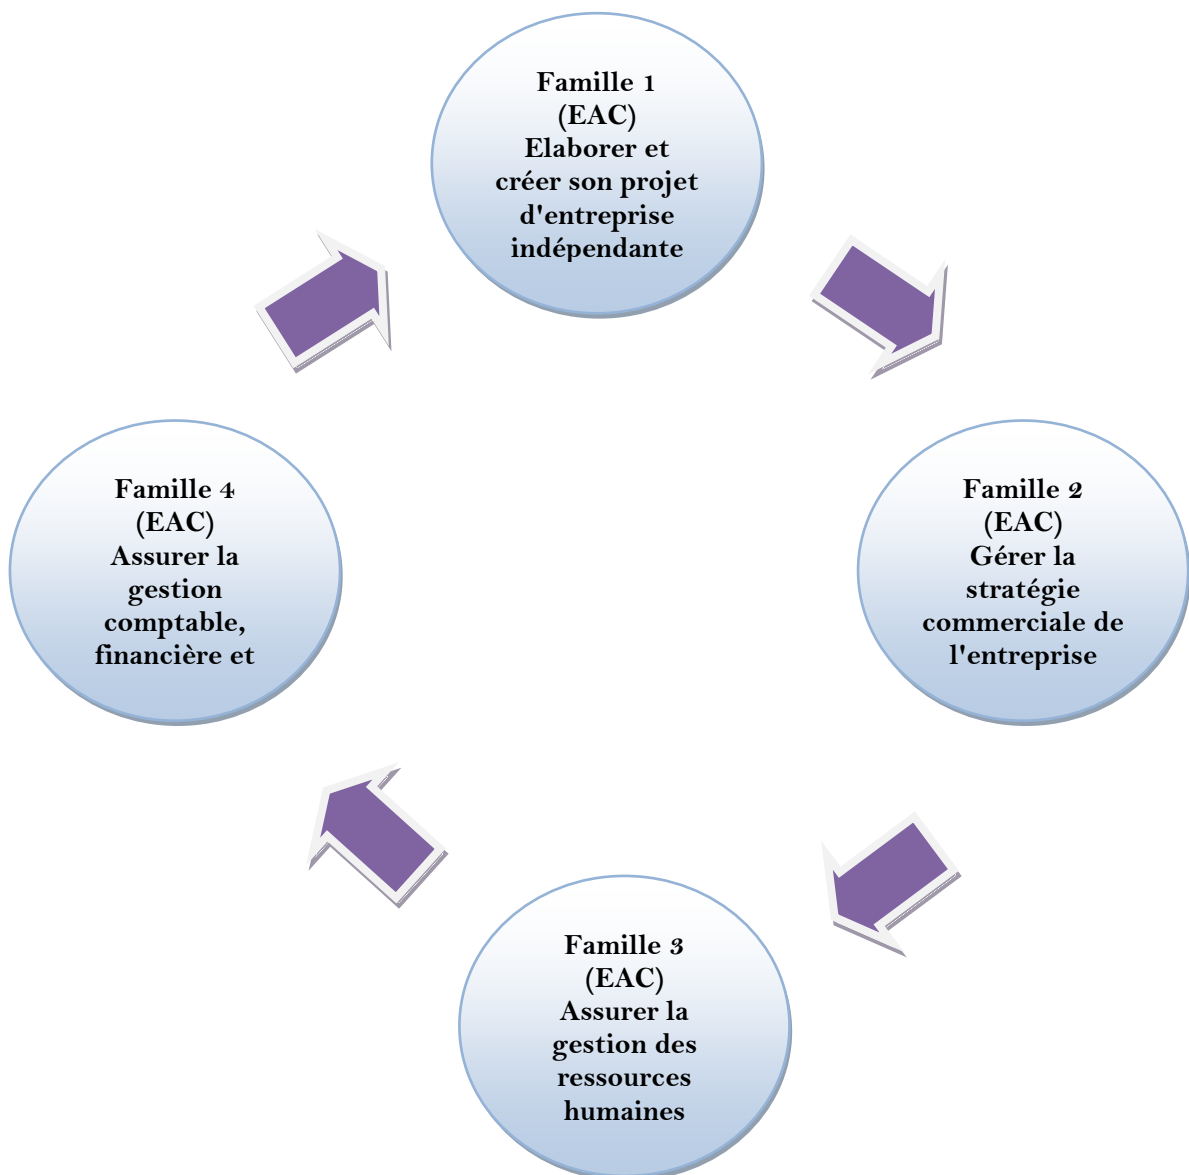 Famille 1
(EAC)
Elaborer et
créer son projet
d'entreprise
indépendante
Famille 4
(EAC)
Assurer la
gestion
comptable,
financière et
Famille 2
(EAC)
Gérer la
stratégie
commerciale de
l'entreprise
Famille 3
(EAC)
Assurer la
gestion des
ressources
humaines